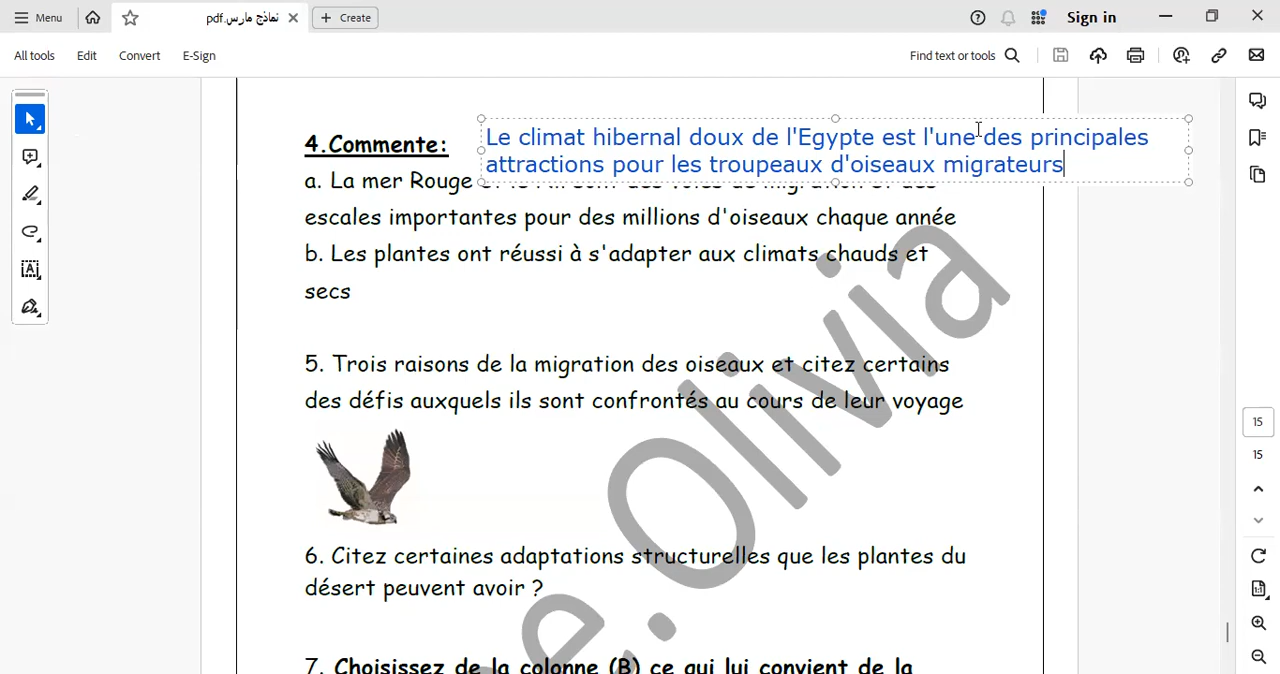 Menu
نماذج مارس.pdf
Create
Sign in
All tools
Edit
Convert
E-Sign
Find text or tools
4.Commente:
Le climat hibernal doux de l'Egypte est l'une des principales
attractions pour les troupeaux d'oiseaux migrateurs
a. La mer Rouge
escales importantes pour des millions d'oiseaux chaque année
b. Les plantes ont réussi à s'adapter aux climats chauds et
secs
5. Trois raisons de la migration des oiseaux et citez certains
des défis auxquels ils sont confrontés au cours de leur voyage
6. Citez certaines adaptations structurelles que les plantes du
désert peuvent avoir ?
7. Choisissez de la colonne (B) ce qui lui convient de la
e.Olivia
15
15